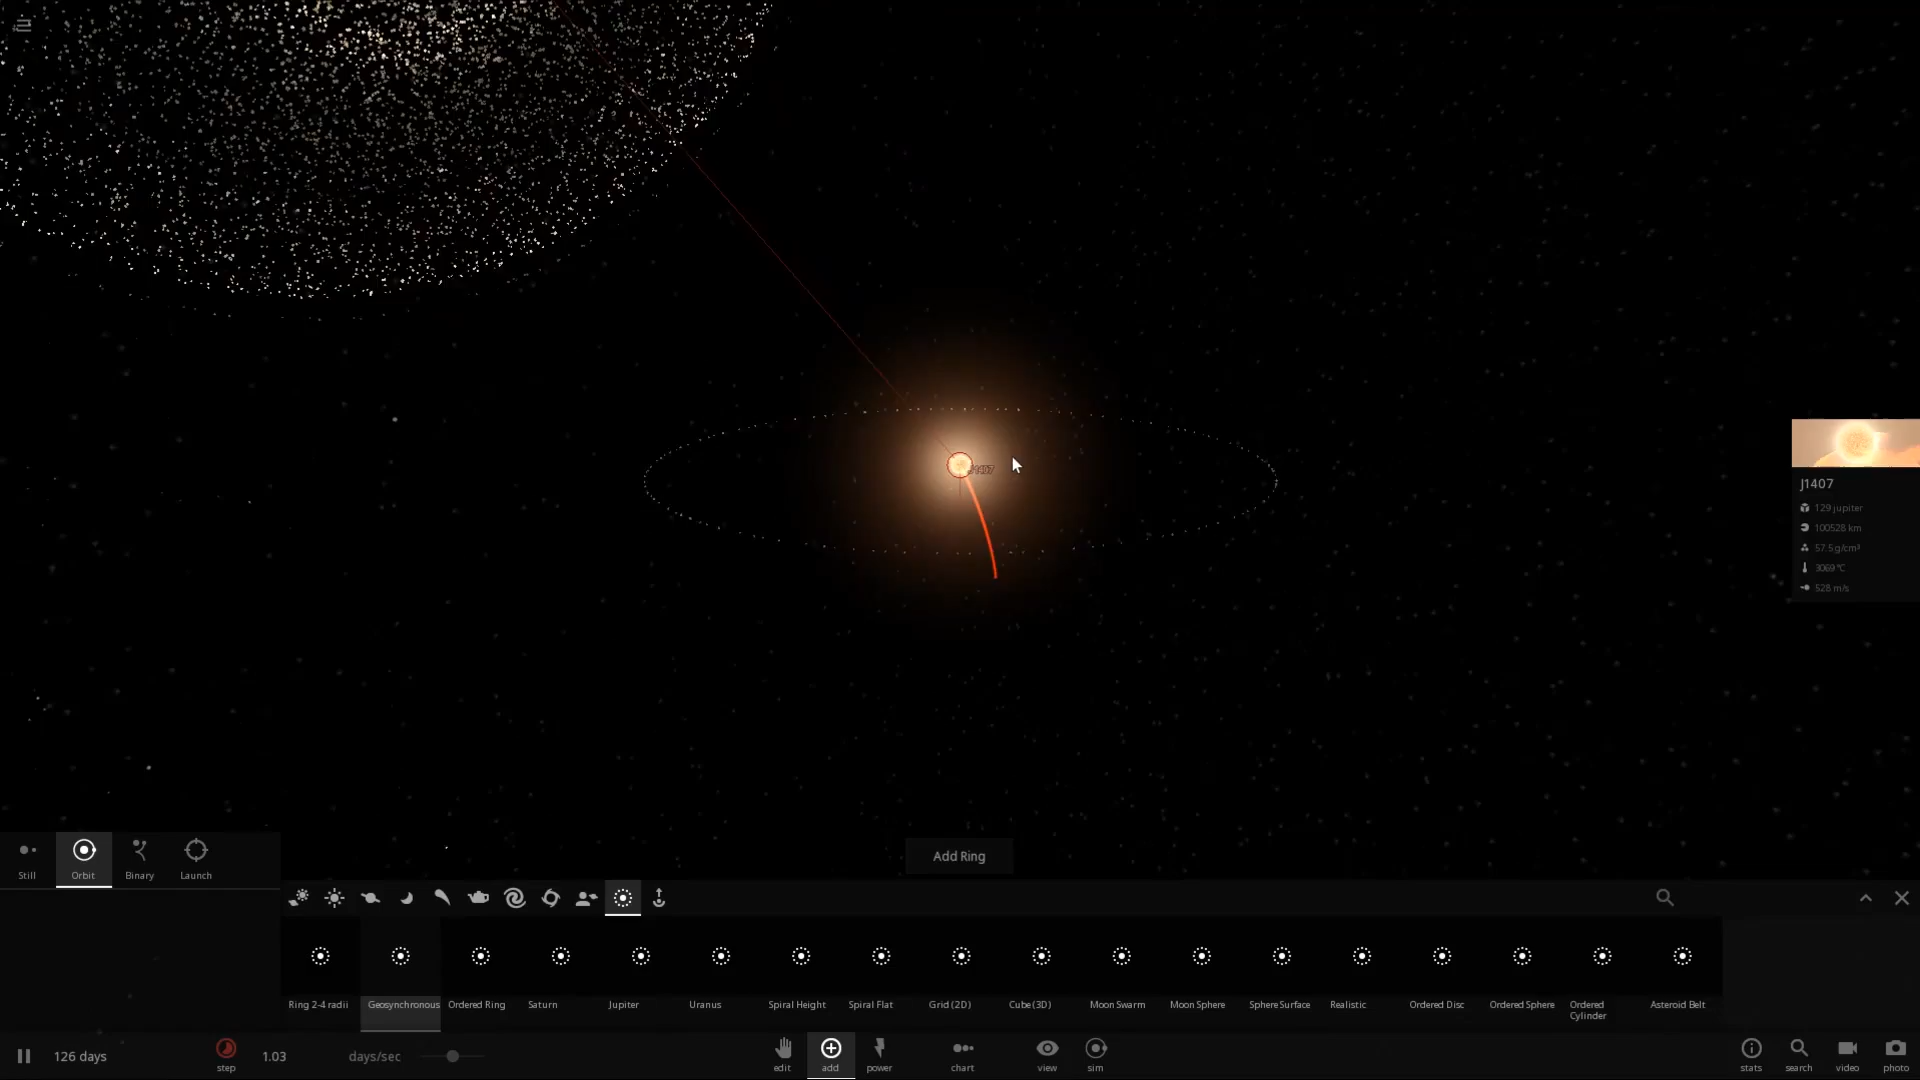 J1407
J1407
129 jupiter
100528 km
57.5 g/cm³
3069 °C
528 m/s
Still
Orbit
Binary
Launch
Add Ring
Ring 2-4 radii
Geosynchronous
Ordered Ring
Saturn
Jupiter
Uranus
Spiral Height
Spiral Flat
Grid (2D)
Cube (3D)
Moon Swarm
Moon Sphere
Sphere Surface
Realistic
Ordered Disc
Ordered Sphere
Ordered
Cylinder
Asteroid Belt
126 days
step
1.03
days/sec
edit
add
power
chart
view
sim
stats
search
video
photo